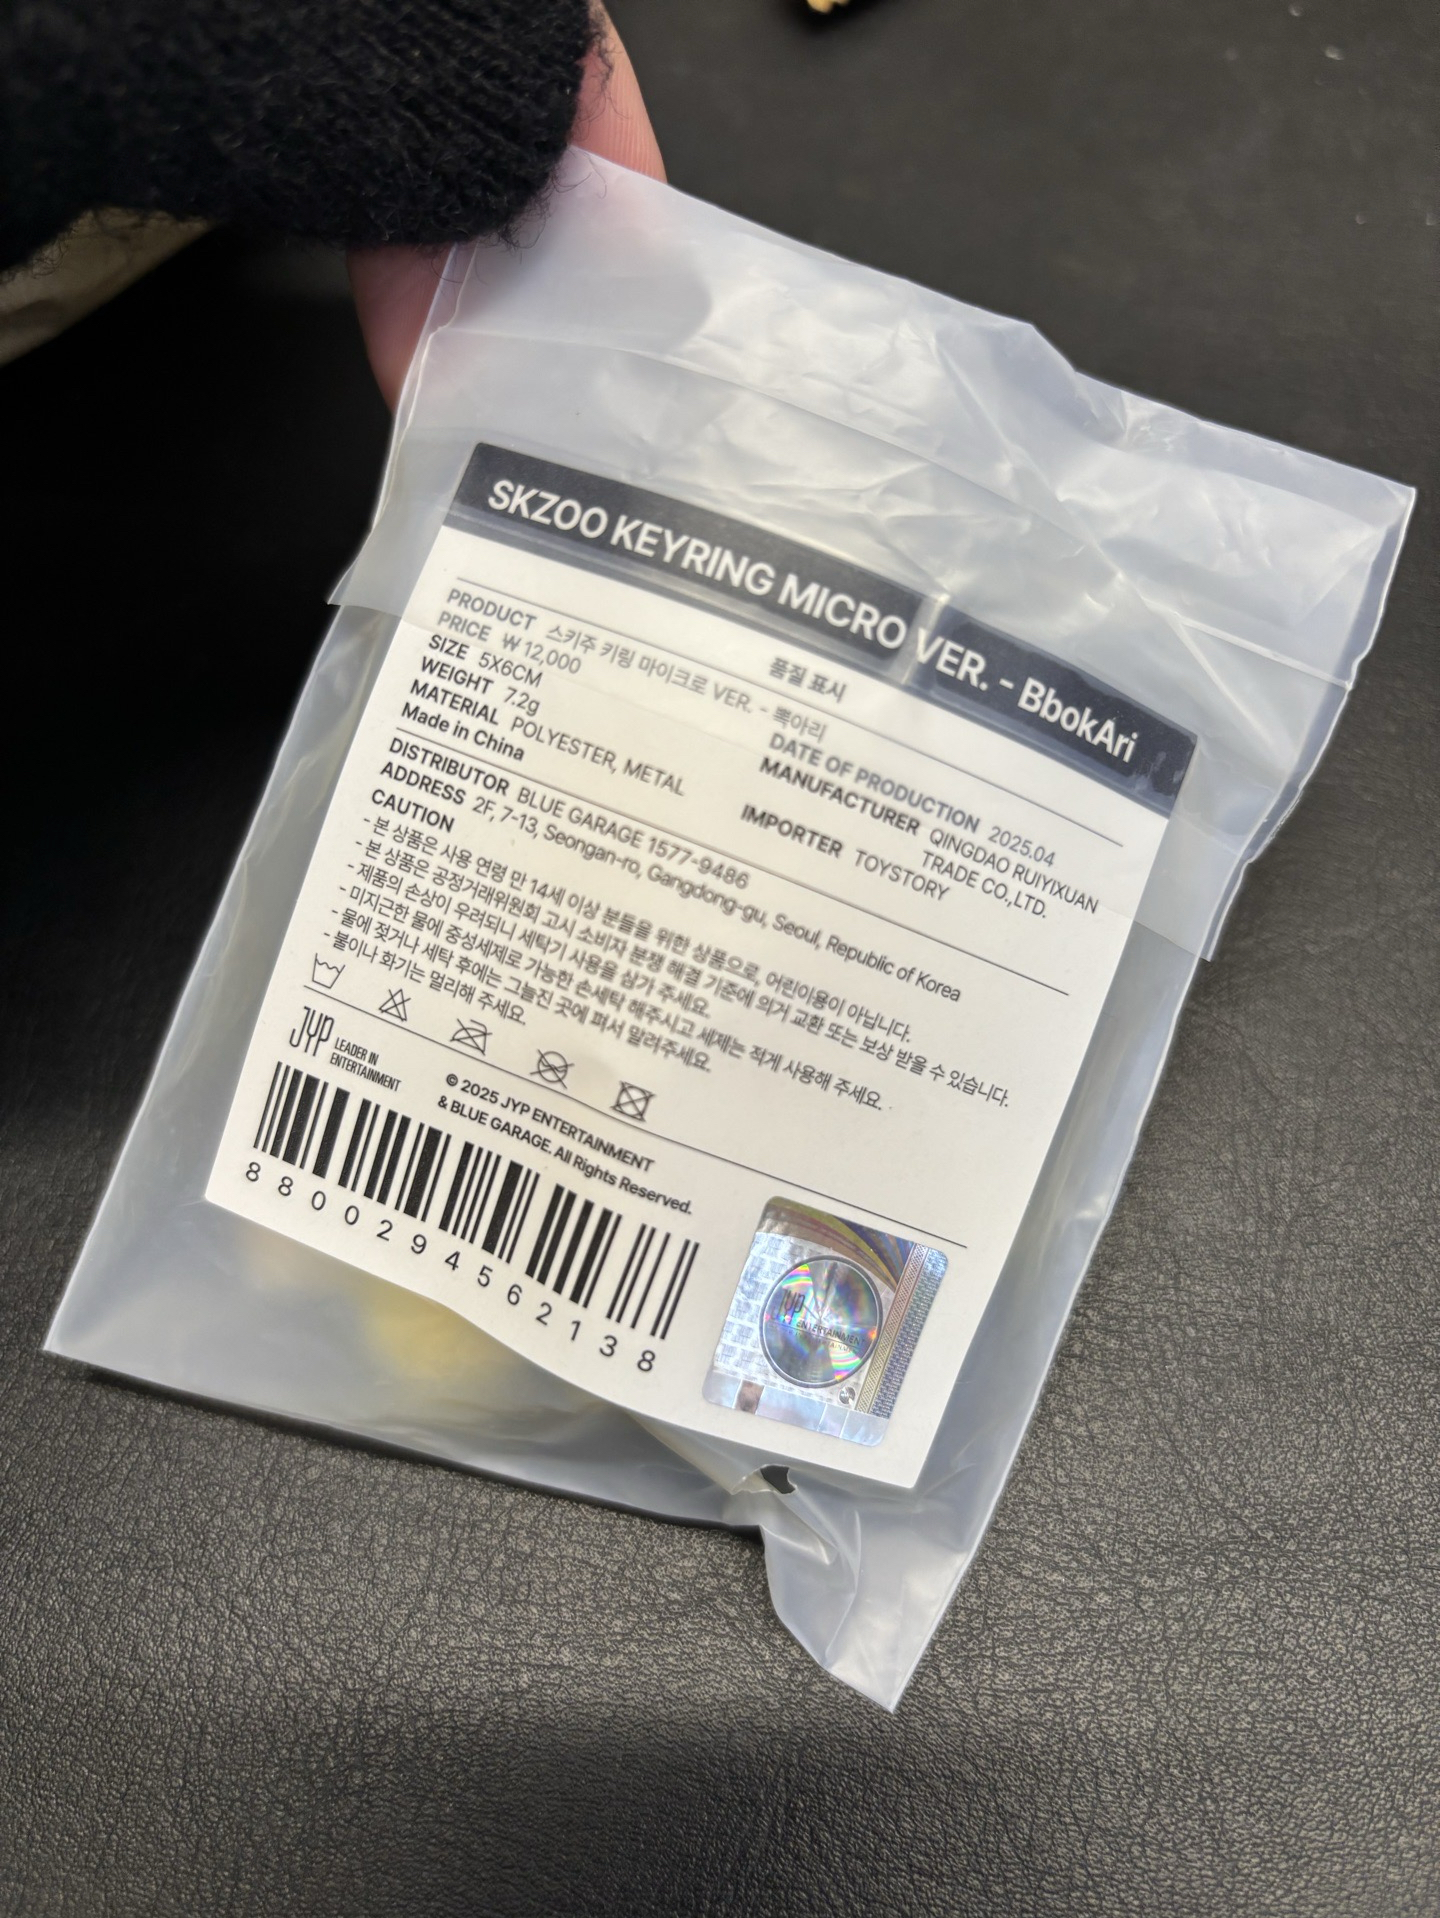 SKZOO KEYRING MICRO VER. - BbokAri
품질 표시
PRODUCT 스키주 키링 마이크로 VER. - 뽁아리
PRICE ₩ 12,000
SIZE 5X6CM
WEIGHT 7.2g
MATERIAL POLYESTER, METAL
Made in China
DATE OF PRODUCTION 2025.04
MANUFACTURER QINGDAO RUIYIXUAN
TRADE CO.,LTD.
IMPORTER TOYSTORY
DISTRIBUTOR BLUE GARAGE 1577-9486
ADDRESS 2F, 7-13, Seongan-ro, Gangdong-gu, Seoul, Republic of Korea
CAUTION
- 본 상품은 사용 연령 만 14세 이상 분들을 위한 상품으로, 어린이용이 아닙니다.
- 본 상품은 공정거래위원회 고시 소비자 분쟁 해결 기준에 의거 교환 또는 보상 받을 수 있습니다.
- 제품의 손상이 우려되니 세탁기 사용을 삼가 주세요.
- 미지근한 물에 중성세제로 가능한 손세탁 해주시고 세제는 적게 사용해 주세요.
- 물에 젖거나 세탁 후에는 그늘진 곳에 펴서 말려주세요.
- 불이나 화기는 멀리해 주세요.
JYP LEADER IN
ENTERTAINMENT
© 2025 JYP ENTERTAINMENT
& BLUE GARAGE. All Rights Reserved.
8802945621 38
JYP
ENTERTAINMENT